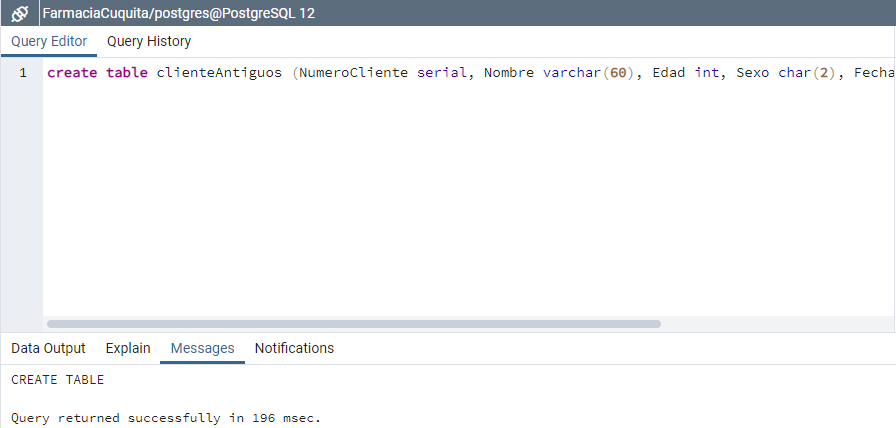 FarmaciaCuquita/postgres@PostgreSQL 12
Query Editor Query History
1 create table clienteAntiguos (NumeroCliente serial, Nombre varchar(60), Edad int, Sexo char(2), Fecha
Data Output Explain Messages Notifications
CREATE TABLE
Query returned successfully in 196 msec.